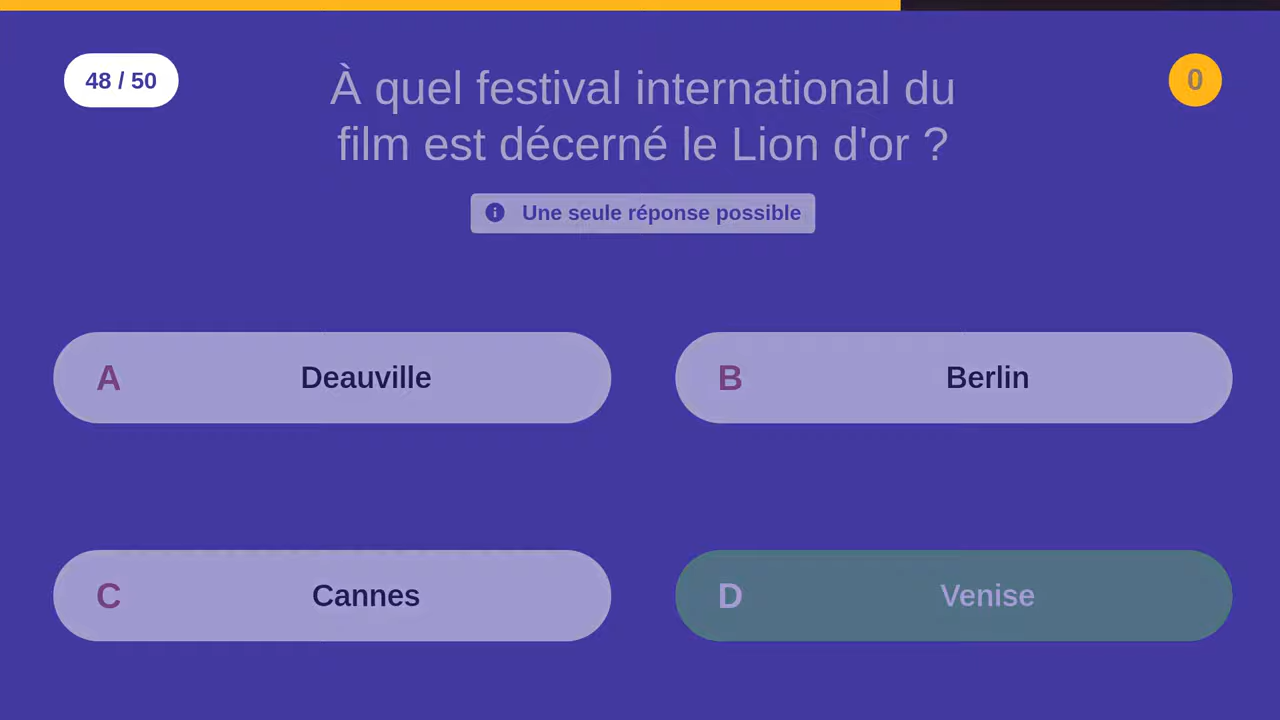 48 / 50
À quel festival international du
film est décerné le Lion d'or ?
0
Une seule réponse possible
A Deauville
B Berlin
C Cannes
D Venise